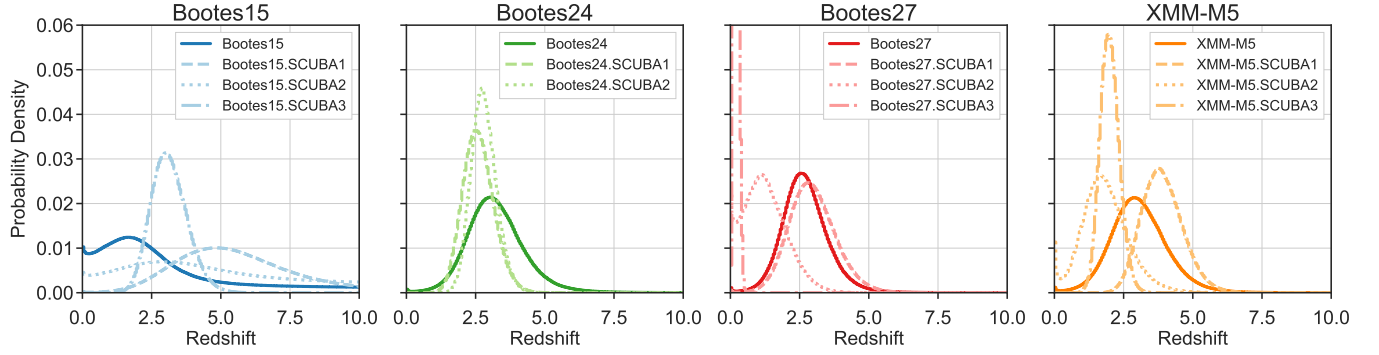 Bootes15
Bootes24
Bootes27
XMM-M5
Probability Density
0.06
0.05
0.04
0.03
0.02
0.01
0.00
Bootes15
Bootes15.SCUBA1
Bootes15.SCUBA2
Bootes15.SCUBA3
Bootes24
Bootes24.SCUBA1
Bootes24.SCUBA2
Bootes27
Bootes27.SCUBA1
Bootes27.SCUBA2
Bootes27.SCUBA3
XMM-M5
XMM-M5.SCUBA1
XMM-M5.SCUBA2
XMM-M5.SCUBA3
0.0 2.5 5.0 7.5 10.0
0.0 2.5 5.0 7.5 10.0
0.0 2.5 5.0 7.5 10.0
0.0 2.5 5.0 7.5 10.0
Redshift
Redshift
Redshift
Redshift